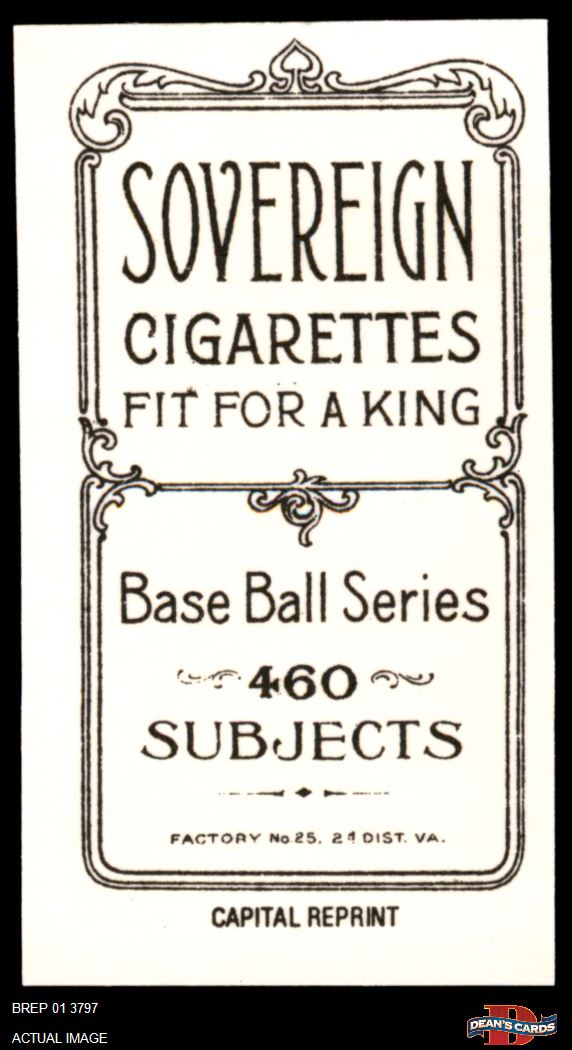 SOVEREIGN
CIGARETTES
FIT FOR A KING
Base Ball Series
460
SUBJECTS
FACTORY No 25. 2d DIST. VA.
CAPITAL REPRINT
BREP 01 3797
ACTUAL IMAGE
D
DEAN'S CARDS